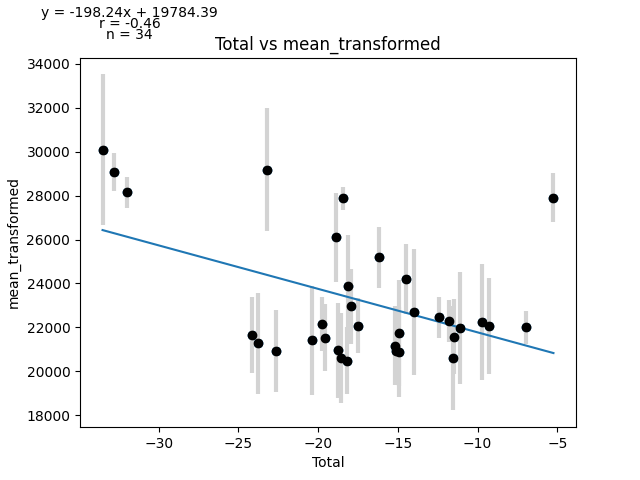 y = -198.24x + 19784.39
r = -0.46
n = 34
Total vs mean_transformed
34000
32000
30000
28000
26000
24000
22000
20000
18000
mean_transformed
−30
−25
−20
−15
−10
−5
Total